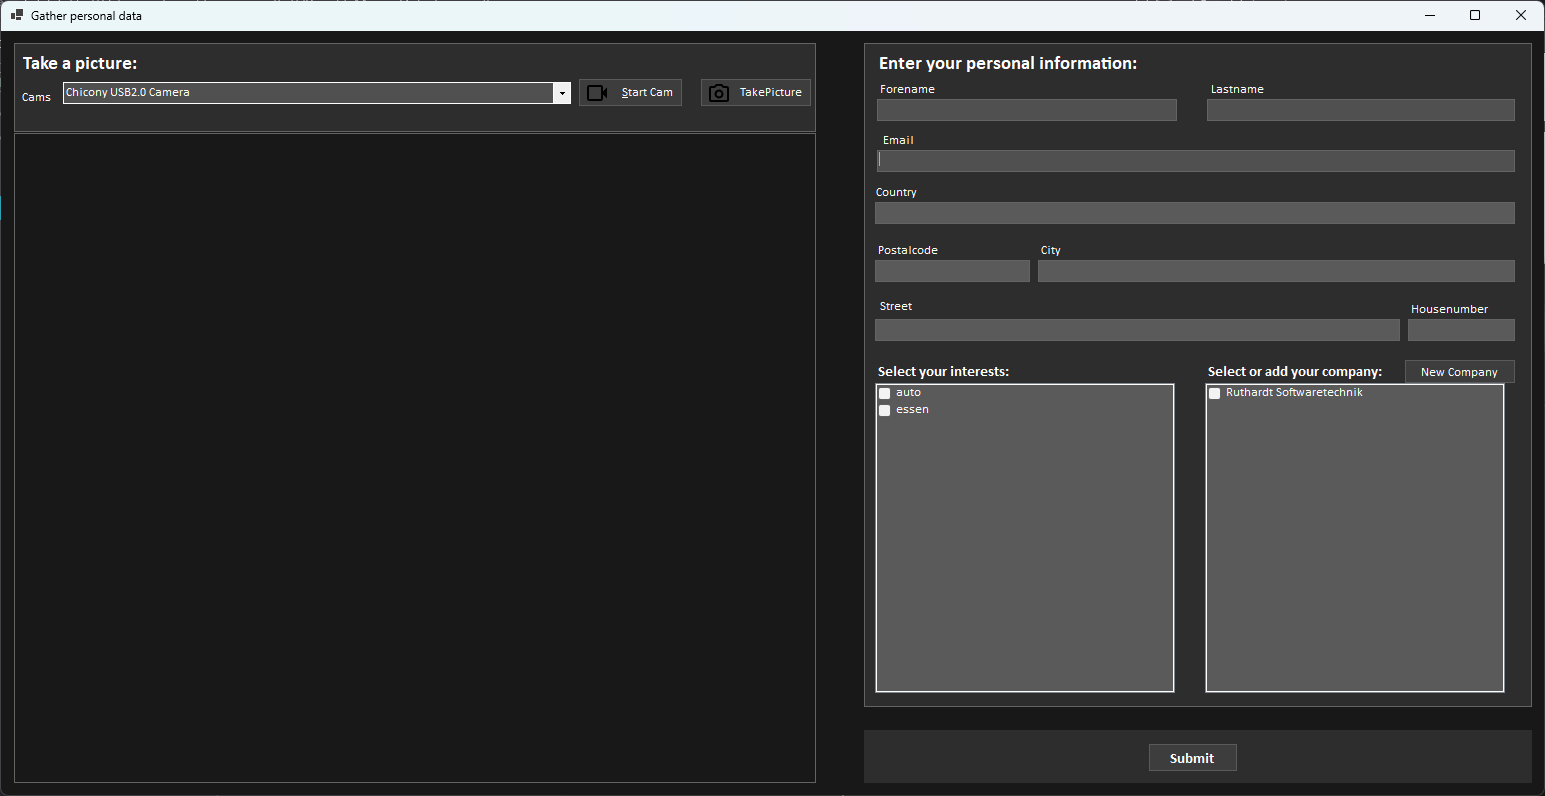 Gather personal data
Take a picture:
Cams
Chicony USB2.0 Camera
Start Cam
TakePicture
Enter your personal information:
Forename
Lastname
Email
Country
Postalcode
City
Street
Housenumber
Select your interests:
auto
essen
Select or add your company:
New Company
Ruthardt Softwaretechnik
Submit